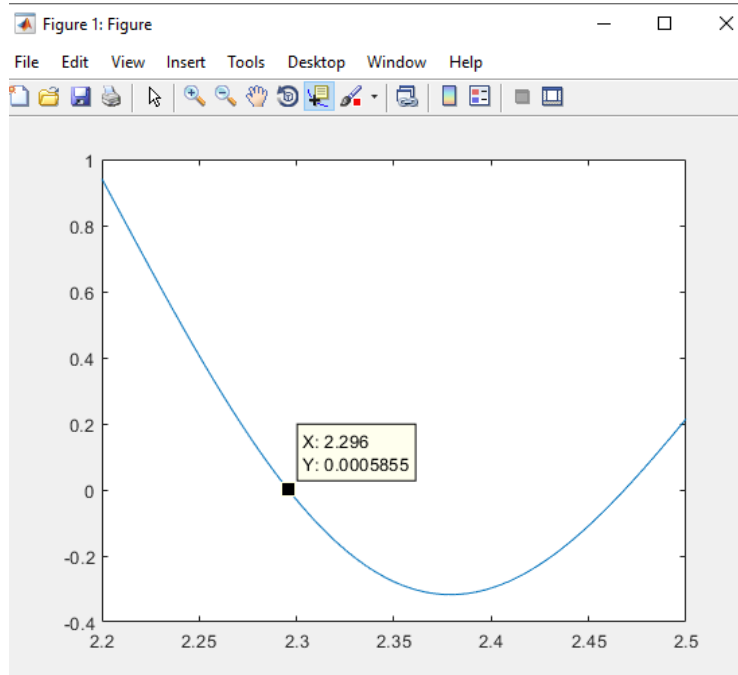 Figure 1: Figure
File Edit View Insert Tools Desktop Window Help
1
0.8
0.6
0.4
0.2
0
-0.2
-0.4
X: 2.296
Y: 0.0005855
2.2 2.25 2.3 2.35 2.4 2.45 2.5